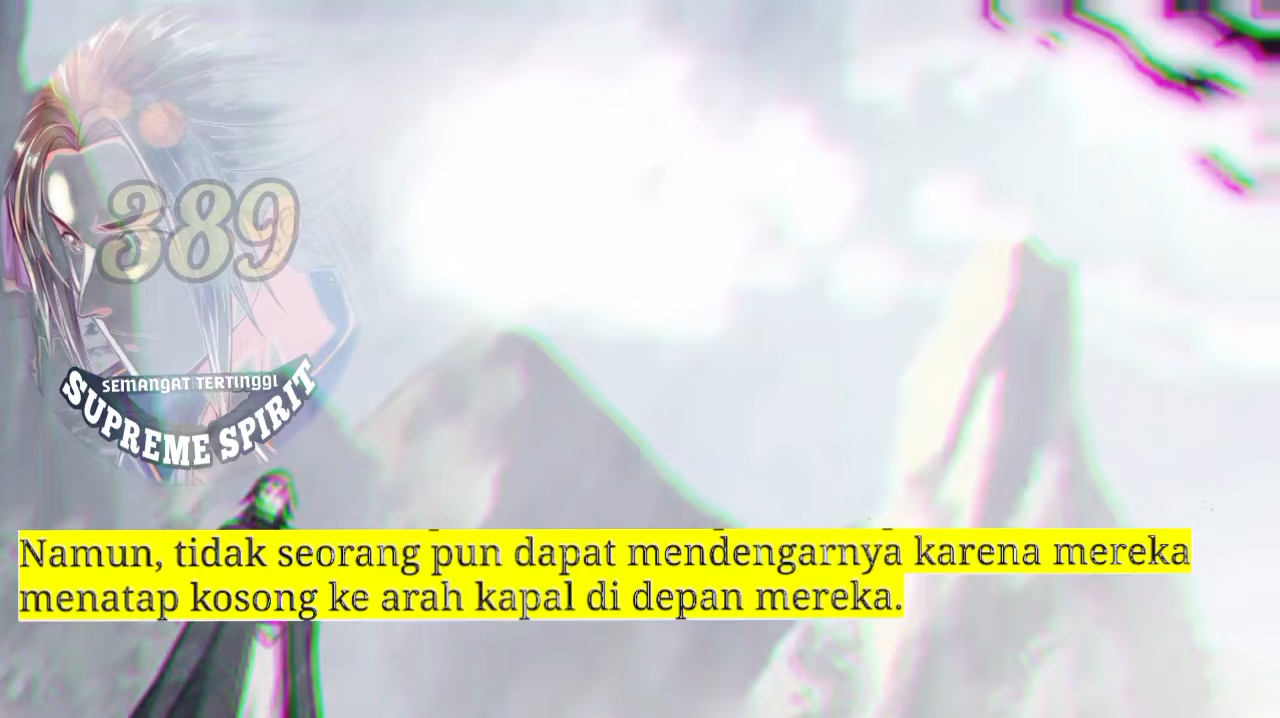 389
SEMANGAT TERTINGGI
SUPREME SPIRIT
Namun, tidak seorang pun dapat mendengarnya karena mereka
menatap kosong ke arah kapal di depan mereka.